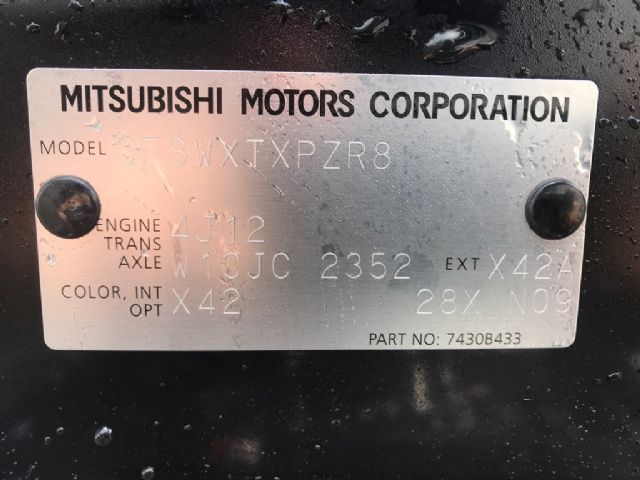 MITSUBISHI MOTORS CORPORATION
MODEL GF8WXTXPZR8
ENGINE 4J12
TRANS
AXLE W1CJC 2352 EXT X42A
COLOR, INT X42 28X N09
OPT
PART NO: 7430B433